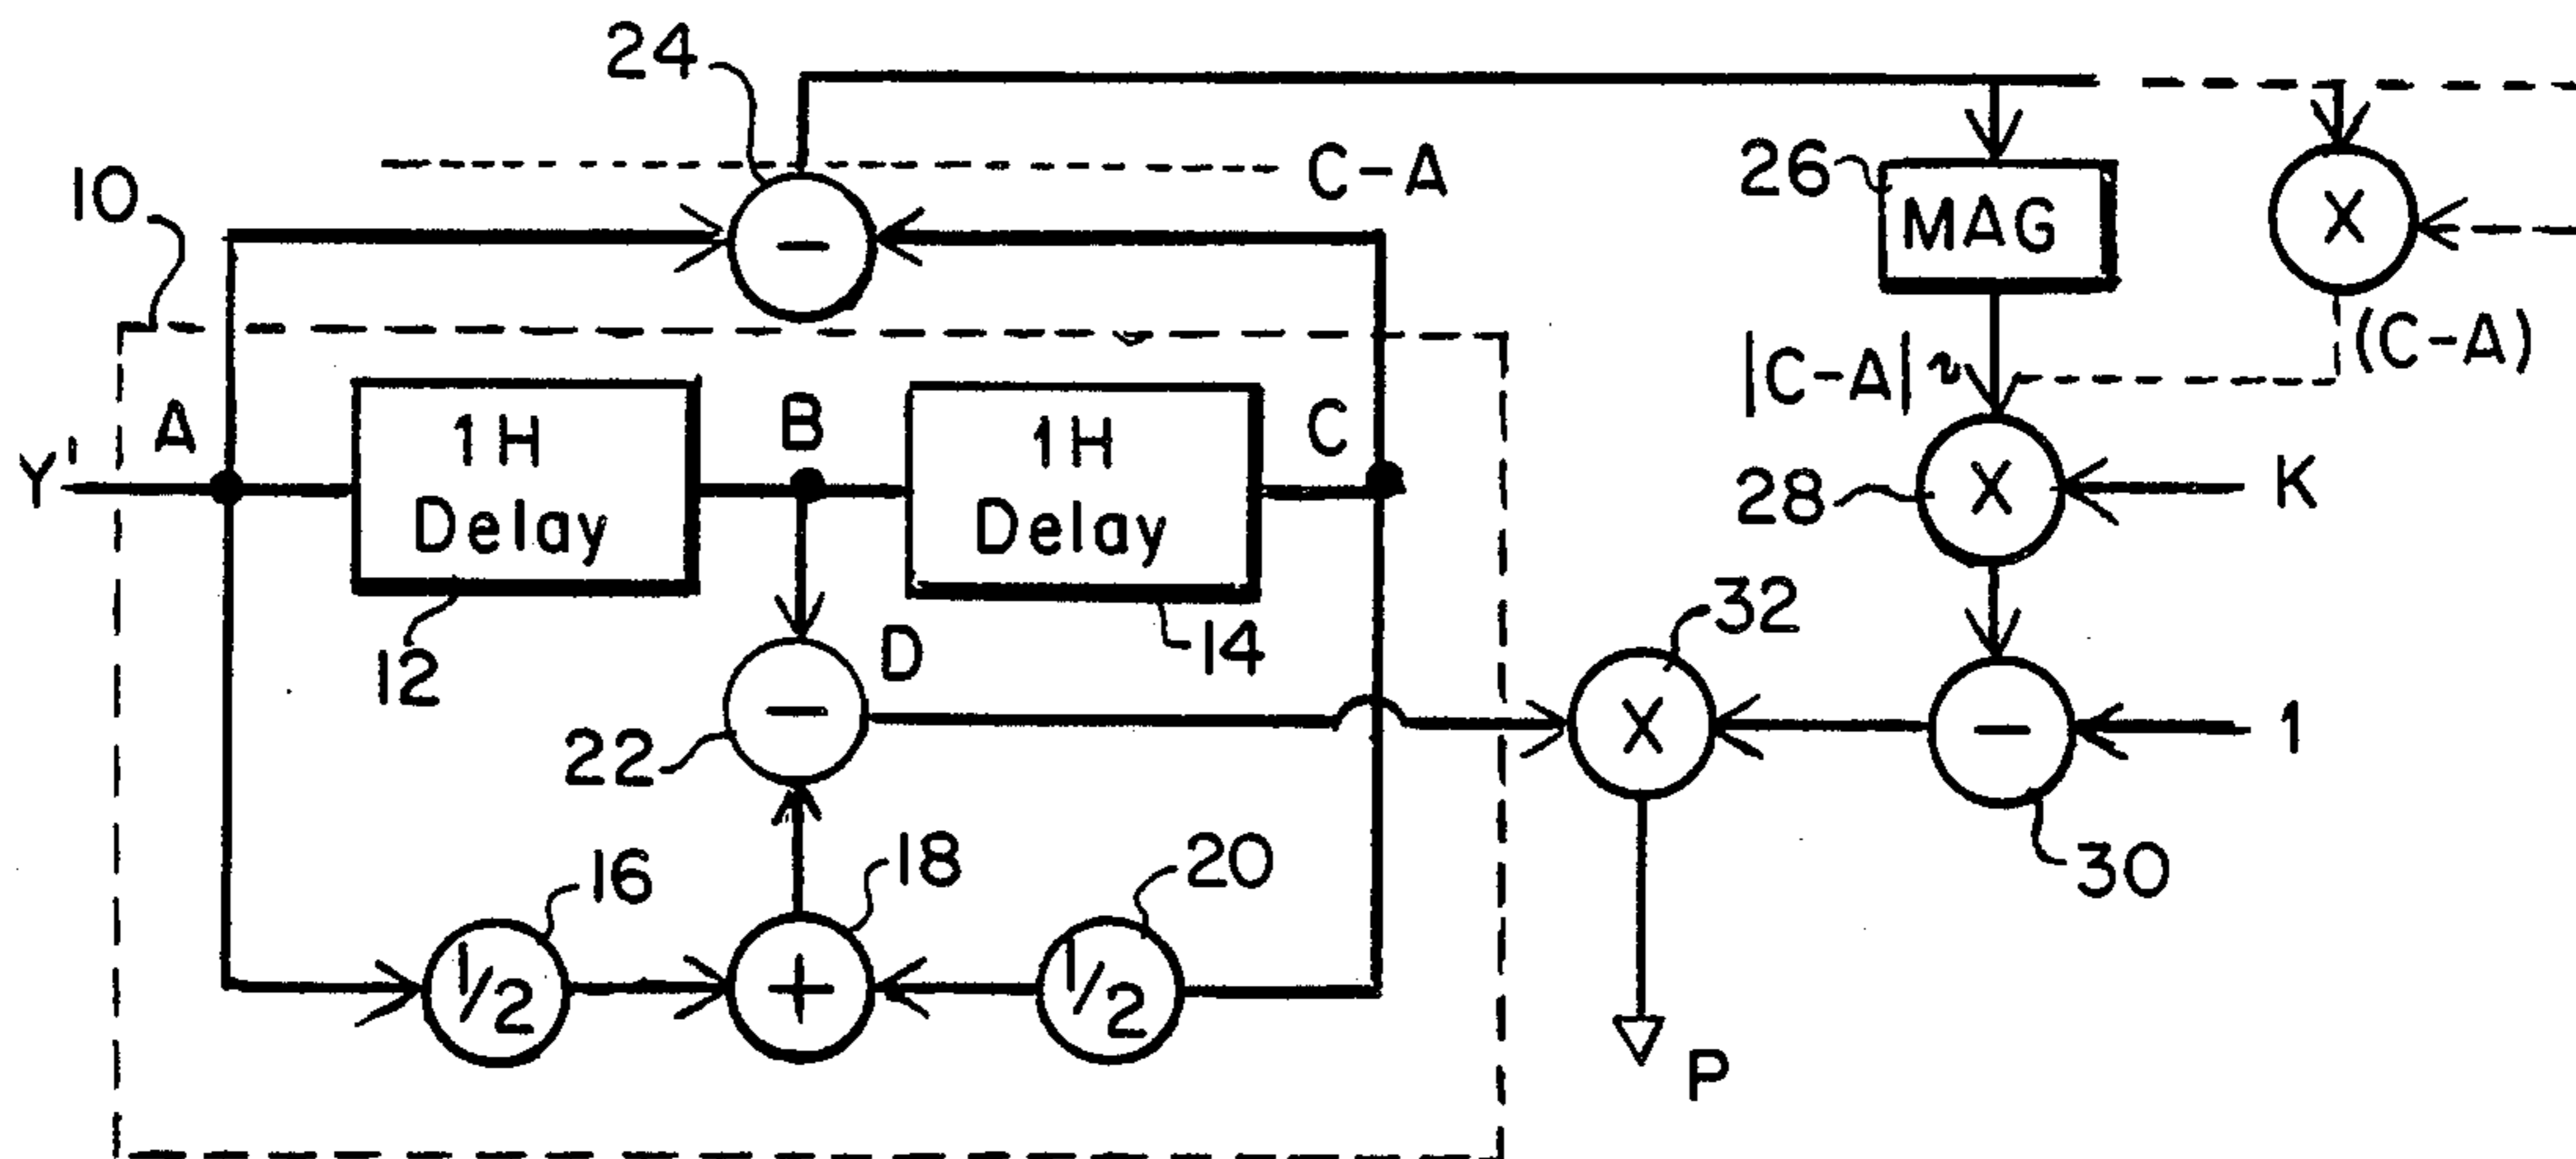 24
10
C-A
26
MAG
X
|C-A|
(C-A)
Y'
A
1H
Delay
B
1H
Delay
C
28
X
K
12
14
D
32
22
-
X
-
1
30
16
18
20
1/2
+
1/2
P